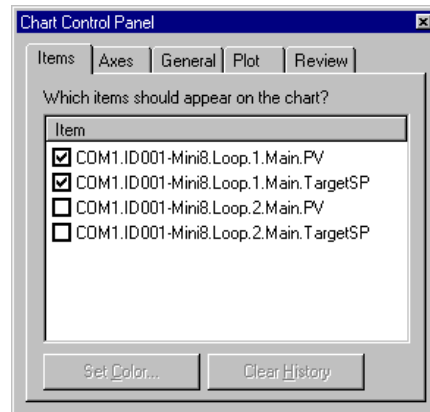 Chart Control Panel
Items Axes General Plot Review
Which items should appear on the chart?
Item
COM1.ID001-Mini8.Loop.1.Main.PV
COM1.ID001-Mini8.Loop.1.Main.TargetSP
COM1.ID001-Mini8.Loop.2.Main.PV
COM1.ID001-Mini8.Loop.2.Main.TargetSP
Set Color... Clear History